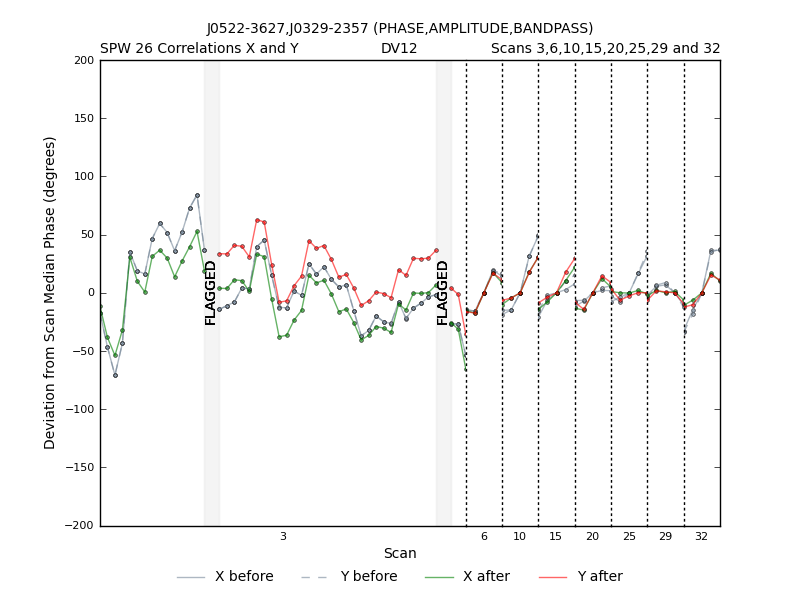 J0522-3627,J0329-2357 (PHASE,AMPLITUDE,BANDPASS)
SPW 26 Correlations X and Y DV12 Scans 3,6,10,15,20,25,29 and 32
Deviation from Scan Median Phase (degrees)
200
150
100
50
0
−50
−100
−150
−200
FLAGGED
FLAGGED
3 6 10 15 20 25 29 32
Scan
X before Y before X after Y after